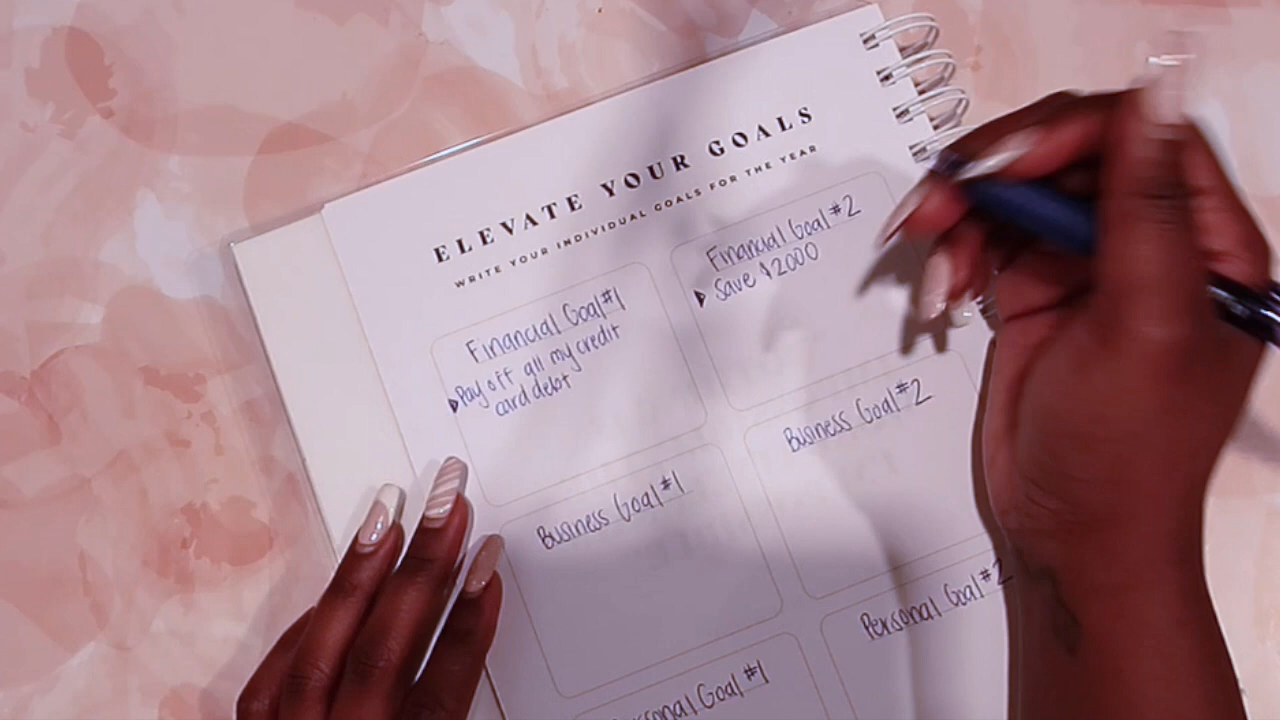 ELEVATE YOUR GOALS
WRITE YOUR INDIVIDUAL GOALS FOR THE YEAR
Financial Goal #1
Pay off all my credit
card debt
Financial Goal #2
Save $2000
Business Goal #1
Business Goal #2
Personal Goal #1
Personal Goal #2